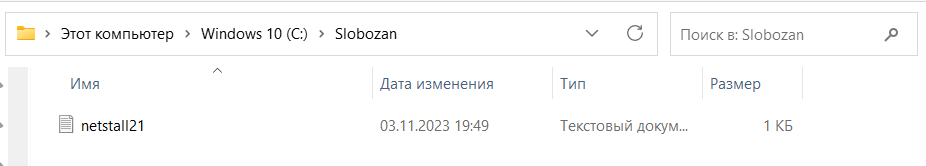 Этот компьютер > Windows 10 (C:) > Slobozan
Поиск в: Slobozan
Имя Дата изменения Тип Размер
netstall21 03.11.2023 19:49 Текстовый докум... 1 КБ